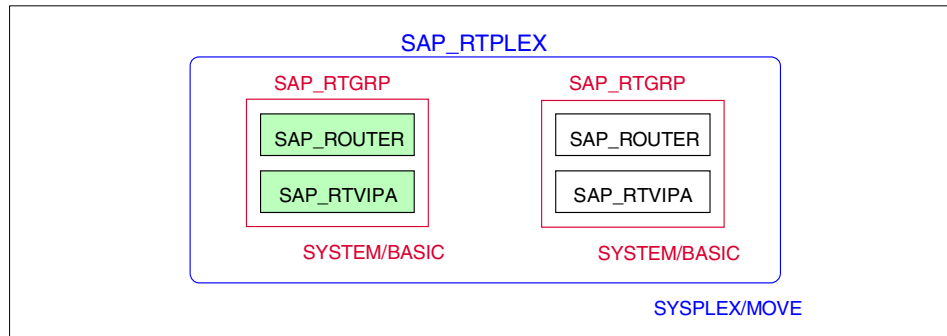 SAP_RTPLEX
SAP_RTGRP SAP_RTGRP
SAP_ROUTER SAP_ROUTER
SAP_RTVIPA SAP_RTVIPA
SYSTEM/BASIC SYSTEM/BASIC
SYSPLEX/MOVE